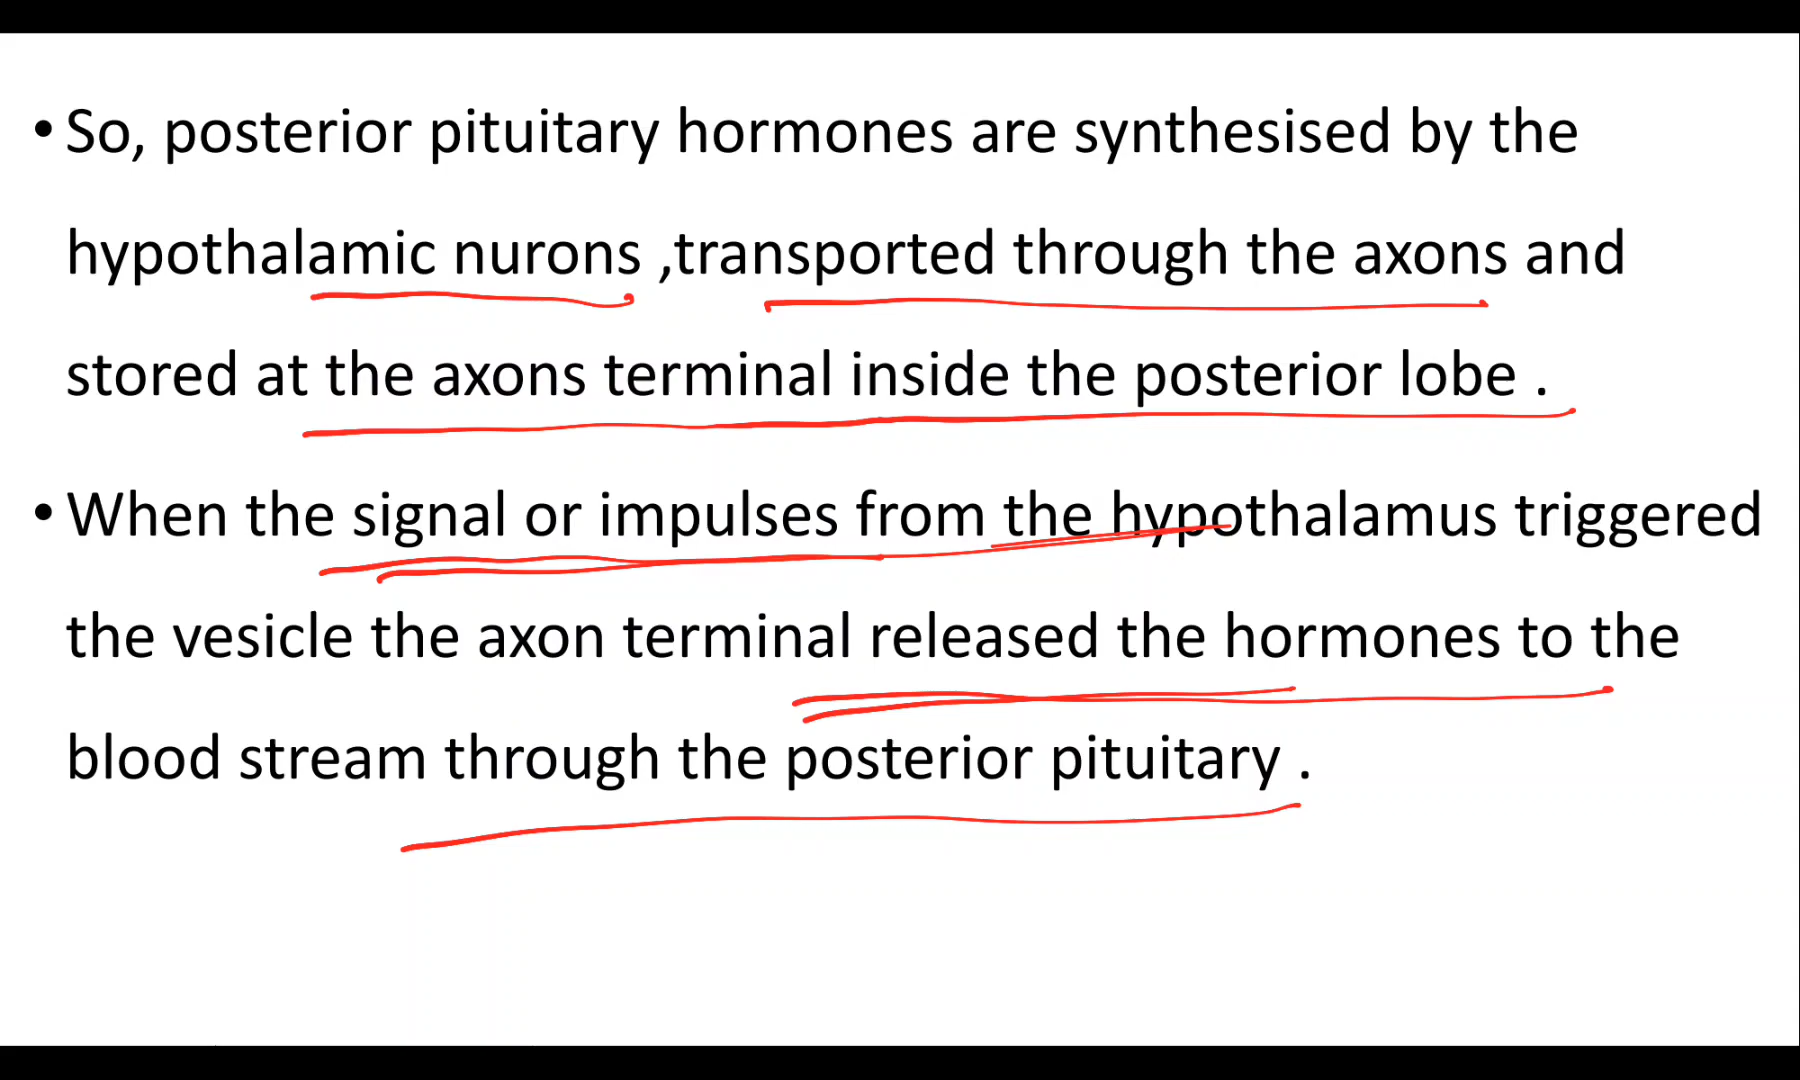 • So, posterior pituitary hormones are synthesised by the
hypothalamic nurons ,transported through the axons and
stored at the axons terminal inside the posterior lobe .
• When the signal or impulses from the hypothalamus triggered
the vesicle the axon terminal released the hormones to the
blood stream through the posterior pituitary .